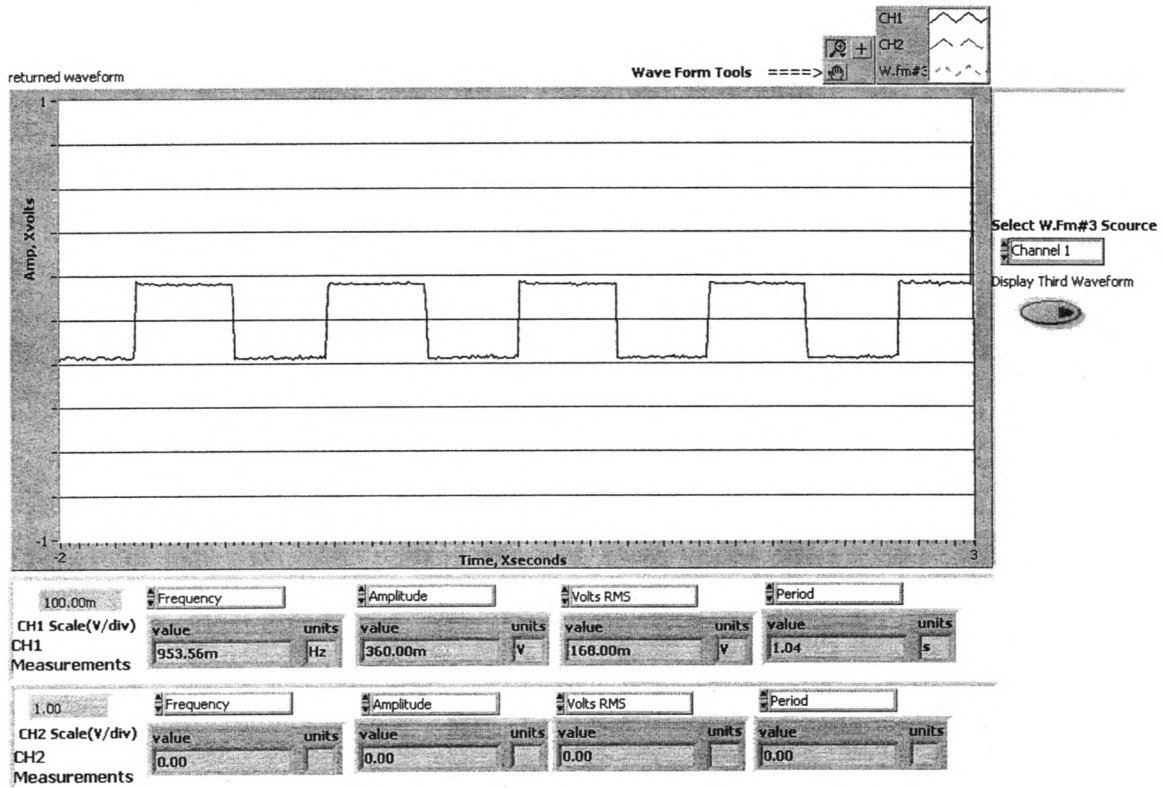 CH1
CH2
W.fm#3
returned waveform
Wave Form Tools ====>
1
Amp, Xvolts
-1
-2
Time, Xseconds
3
Select W.Fm#3 Scource
Channel 1
Display Third Waveform
100.00m
CH1 Scale(V/div)
CH1
Measurements
Frequency
value units
953.56m Hz
Amplitude
value units
360.00m V
Volts RMS
value units
168.00m V
Period
value units
1.04 s
1.00
CH2 Scale(V/div)
CH2
Measurements
Frequency
value units
0.00
Amplitude
value units
0.00
Volts RMS
value units
0.00
Period
value units
0.00